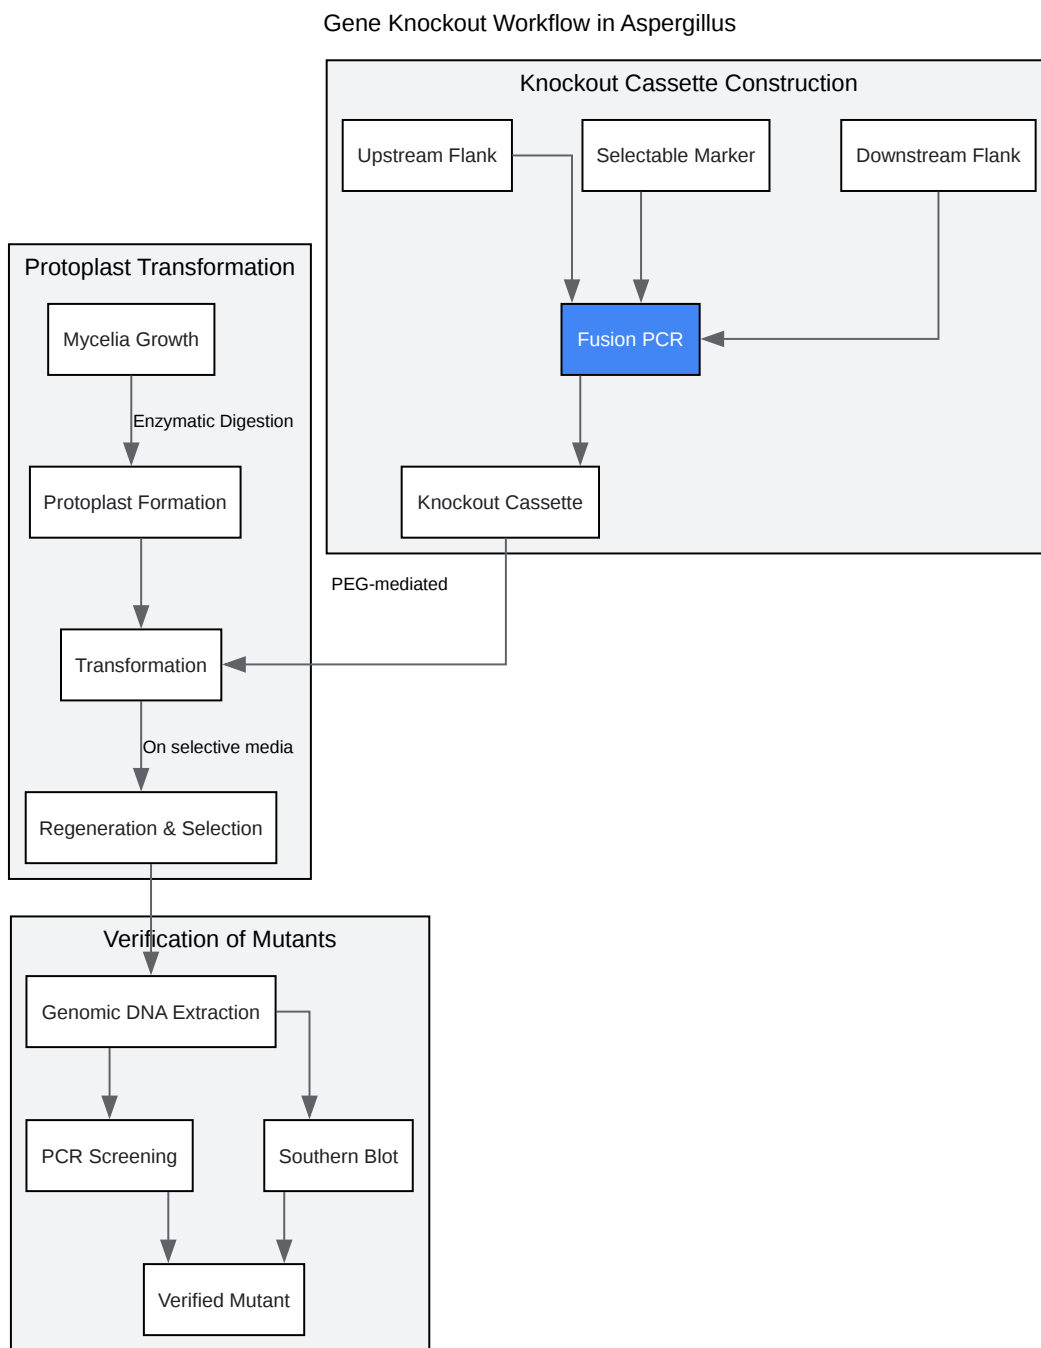 Gene Knockout Workflow in Aspergillus
Knockout Cassette Construction
Upstream Flank
Selectable Marker
Downstream Flank
Fusion PCR
Knockout Cassette
PEG-mediated
Protoplast Transformation
Mycelia Growth
Enzymatic Digestion
Protoplast Formation
Transformation
On selective media
Regeneration & Selection
Verification of Mutants
Genomic DNA Extraction
PCR Screening
Southern Blot
Verified Mutant